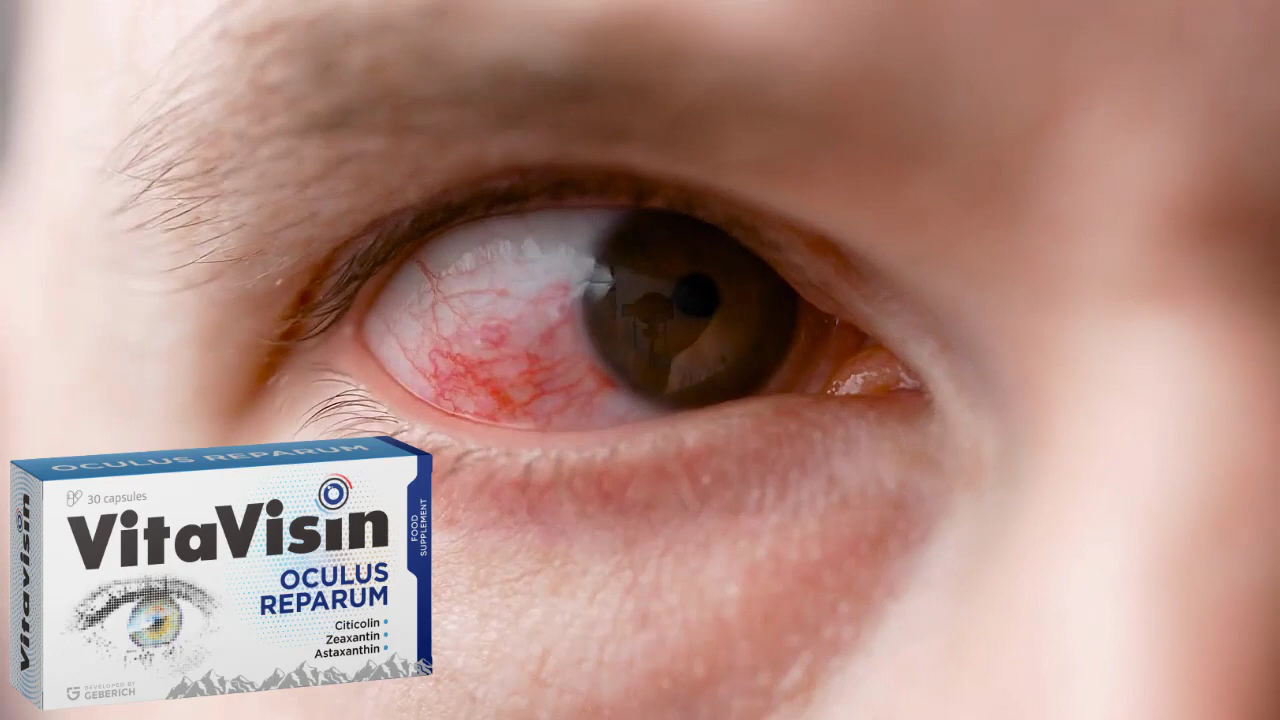 OCULUS REPARUM
30 capsules
VitaVisin
OCULUS
REPARUM
Citicolin
Zeaxantin
Astaxanthin
DEVELOPED BY
GEBERICH
FOOD
SUPPLEMENT
VitaVisin